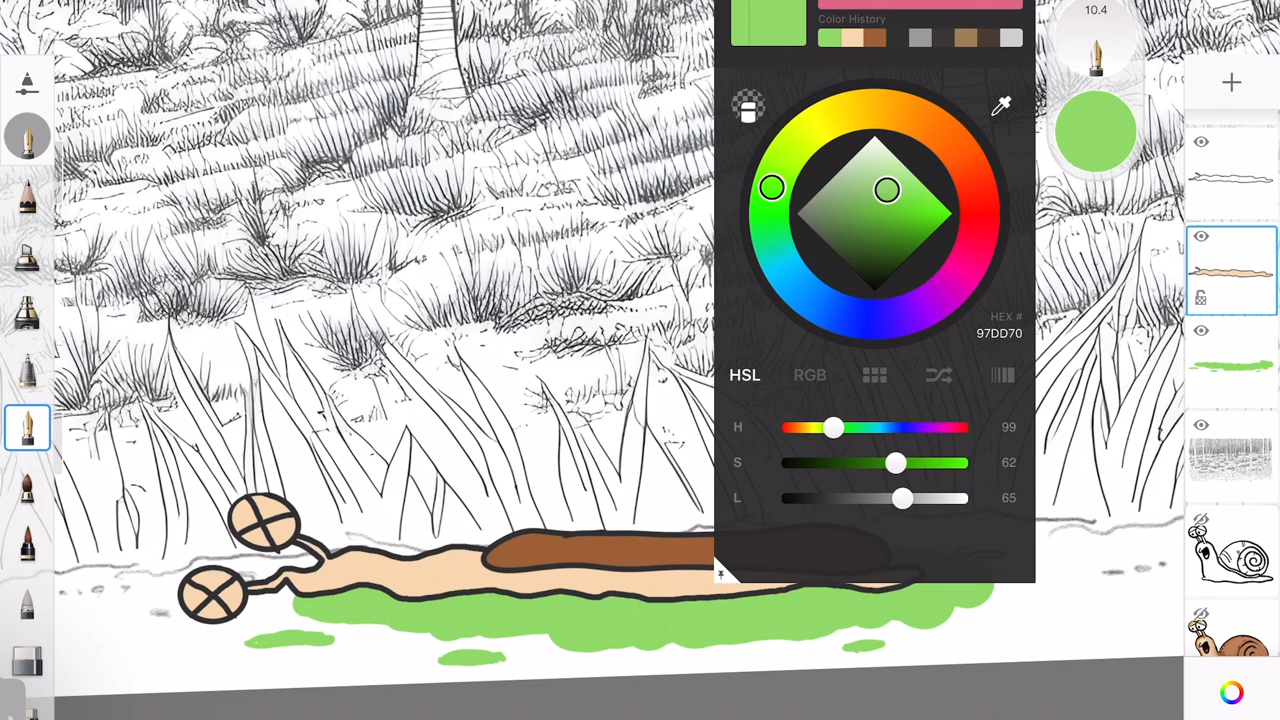 10.4
Color History
HEX #
97DD70
HSL RGB
H 99
S 62
L 65